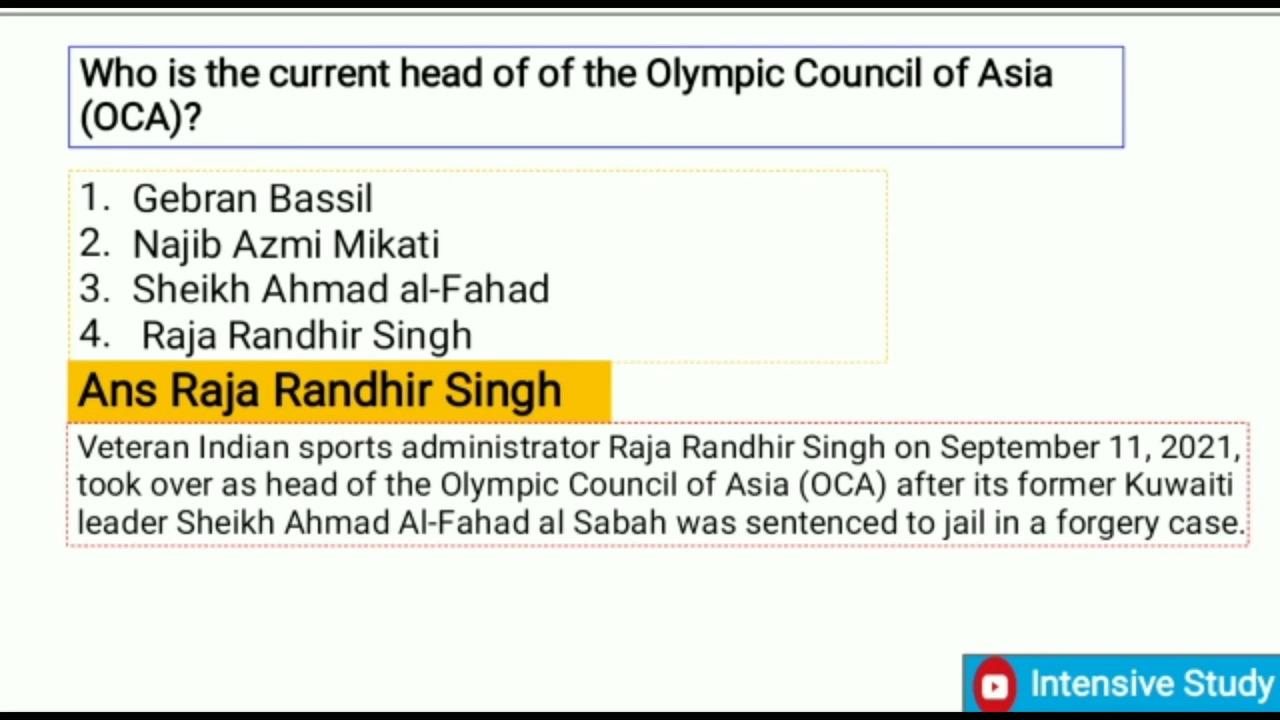 Who is the current head of of the Olympic Council of Asia
(OCA)?
1. Gebran Bassil
2. Najib Azmi Mikati
3. Sheikh Ahmad al-Fahad
4. Raja Randhir Singh
Ans Raja Randhir Singh
Veteran Indian sports administrator Raja Randhir Singh on September 11, 2021,
took over as head of the Olympic Council of Asia (OCA) after its former Kuwaiti
leader Sheikh Ahmad Al-Fahad al Sabah was sentenced to jail in a forgery case.
Intensive Study